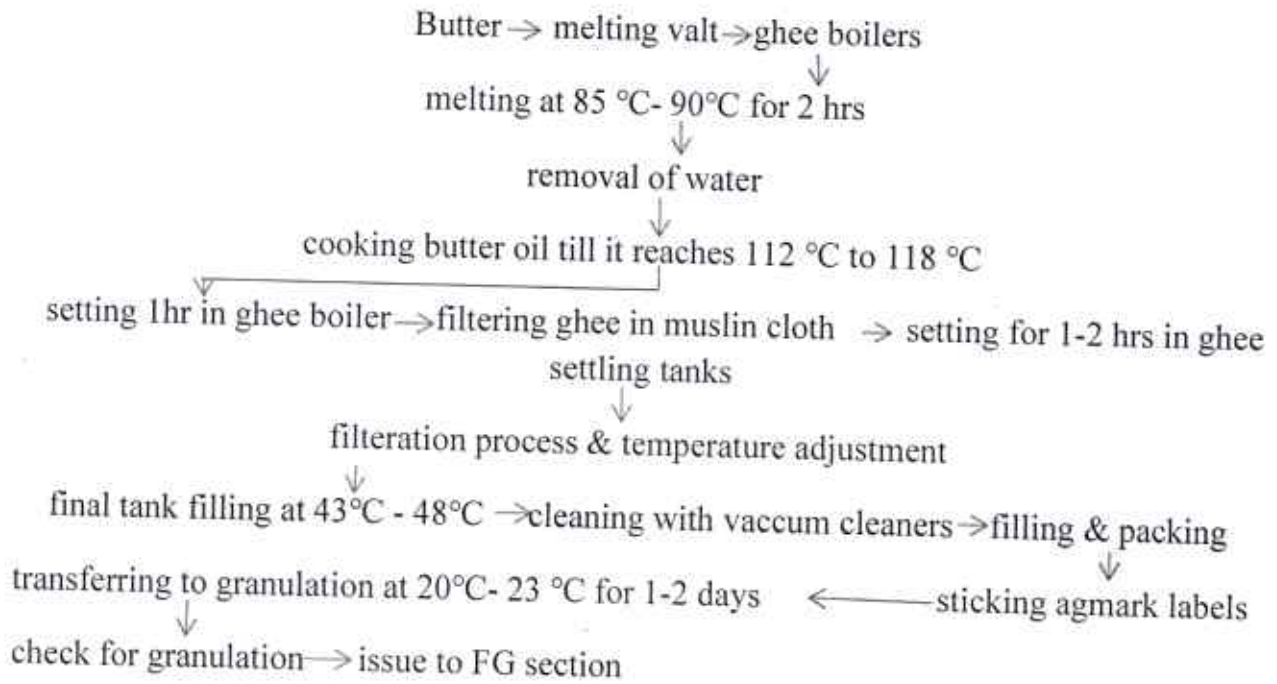 Butter → melting valt → ghee boilers
melting at 85 °C- 90°C for 2 hrs
removal of water
cooking butter oil till it reaches 112 °C to 118 °C
setting 1hr in ghee boiler → filtering ghee in muslin cloth → setting for 1-2 hrs in ghee
settling tanks
filteration process & temperature adjustment
final tank filling at 43°C - 48°C → cleaning with vaccum cleaners → filling & packing
transferring to granulation at 20°C- 23 °C for 1-2 days ← sticking agmark labels
check for granulation → issue to FG section